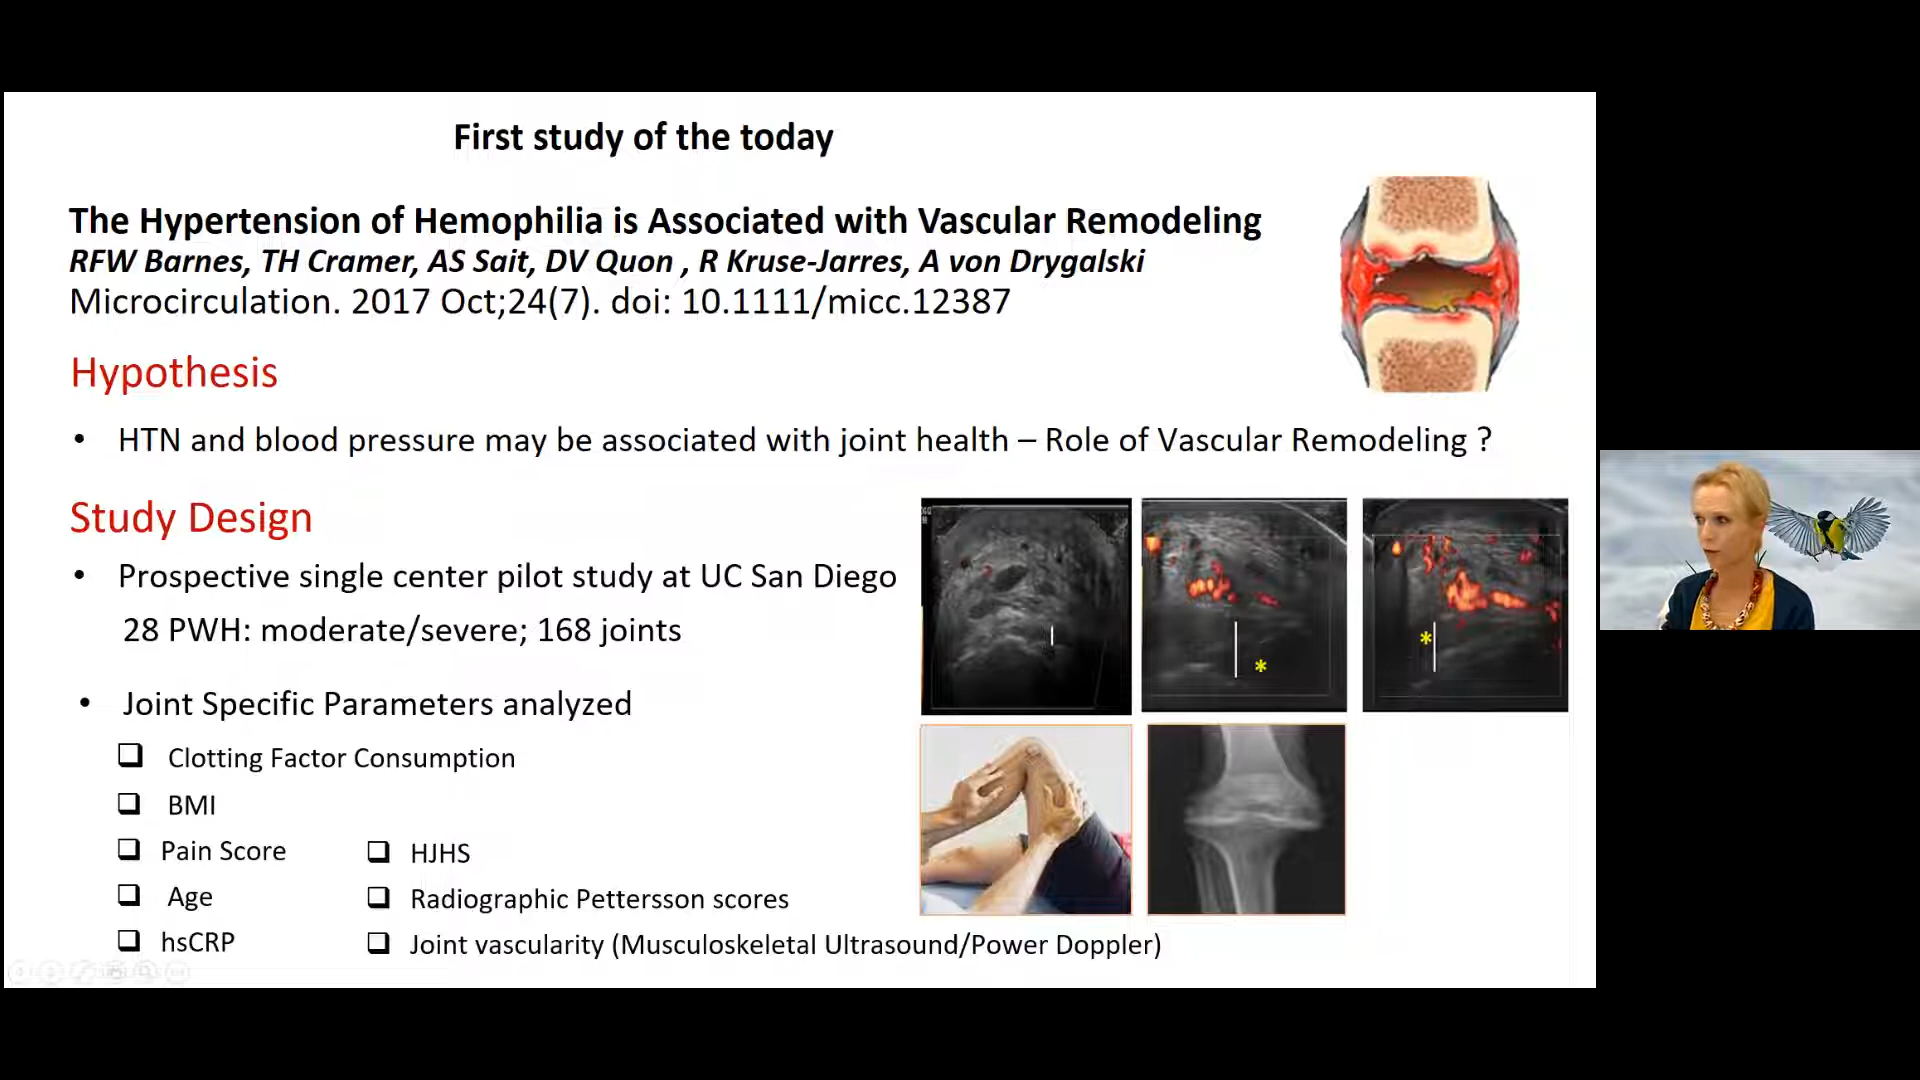 First study of the today
The Hypertension of Hemophilia is Associated with Vascular Remodeling
RFW Barnes, TH Cramer, AS Sait, DV Quon , R Kruse-Jarres, A von Drygalski
Microcirculation. 2017 Oct;24(7). doi: 10.1111/micc.12387
Hypothesis
• HTN and blood pressure may be associated with joint health – Role of Vascular Remodeling ?
Study Design
• Prospective single center pilot study at UC San Diego
28 PWH: moderate/severe; 168 joints
• Joint Specific Parameters analyzed
❑ Clotting Factor Consumption
❑ BMI
❑ Pain Score
❑ Age
❑ hsCRP
❑ HJHS
❑ Radiographic Pettersson scores
❑ Joint vascularity (Musculoskeletal Ultrasound/Power Doppler)
*
*